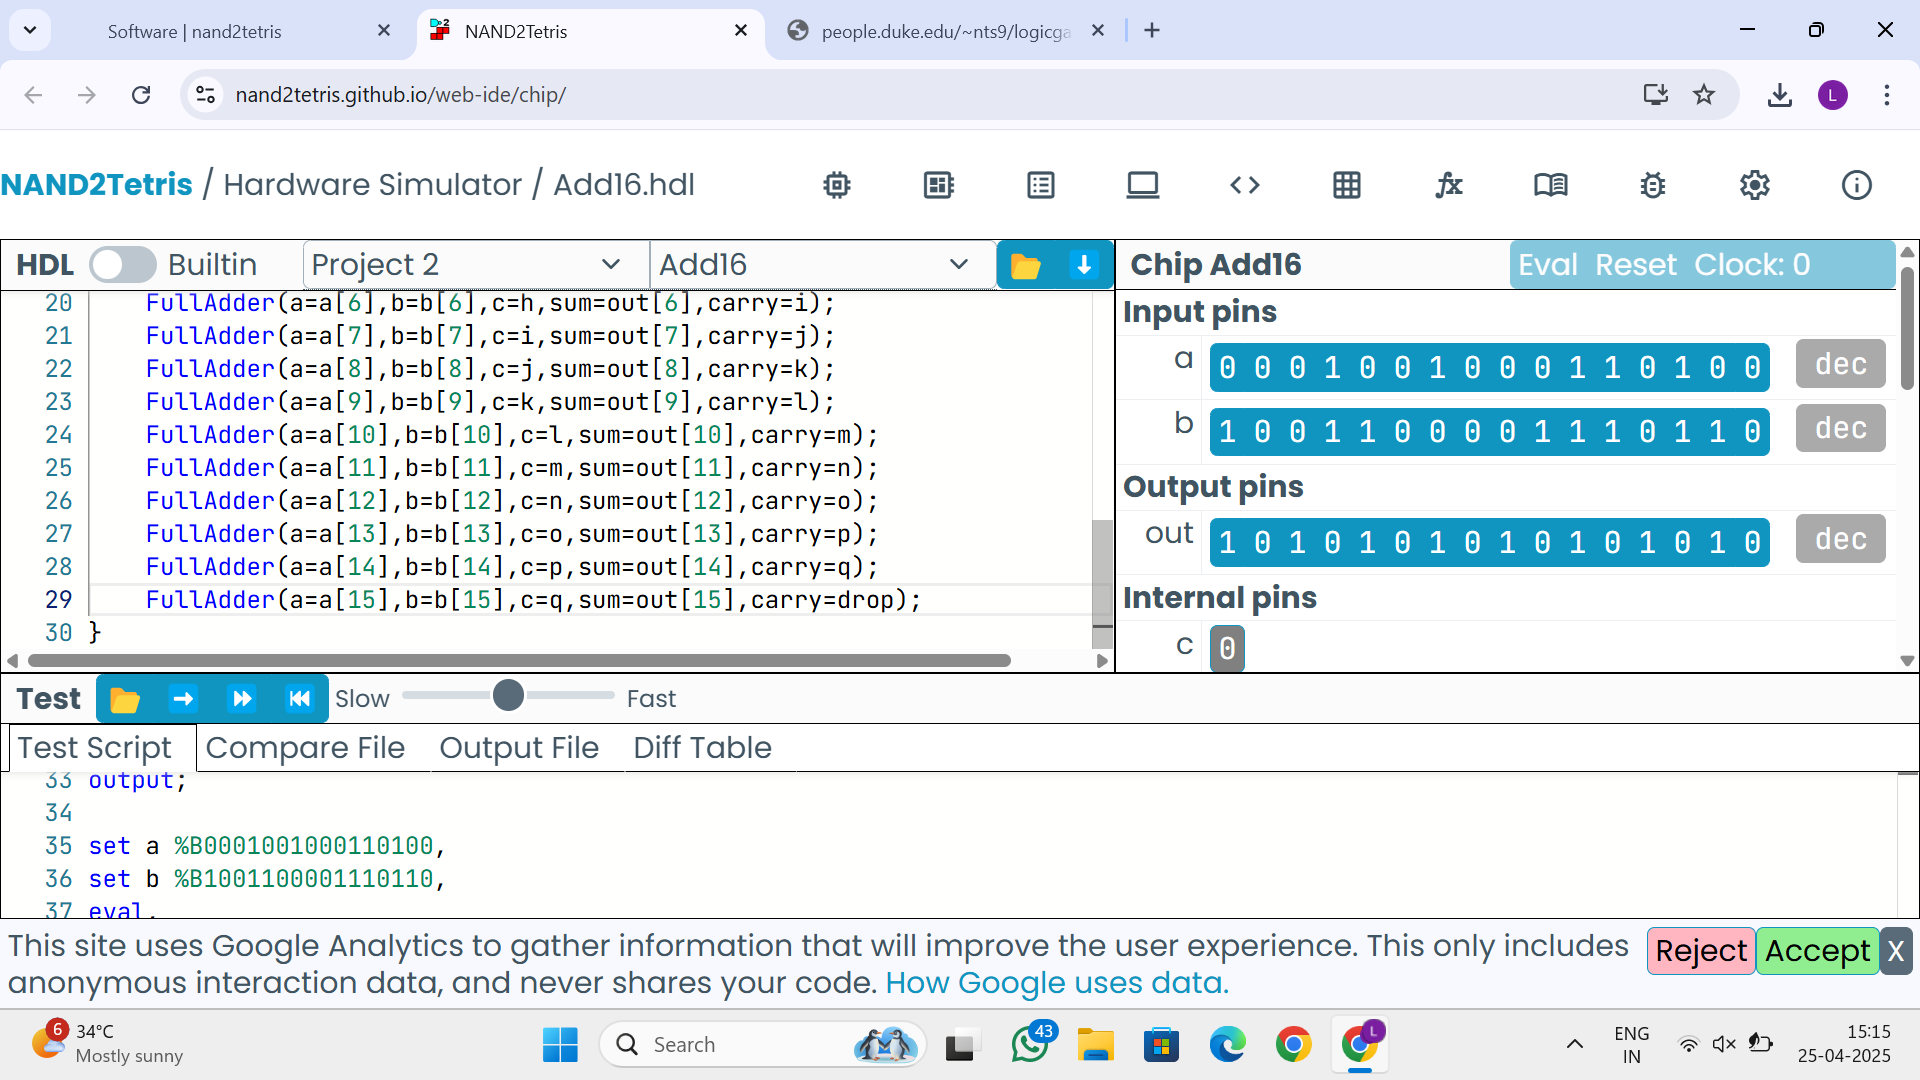 Software | nand2tetris
NAND2Tetris
people.duke.edu/~nts9/logicga
nand2tetris.github.io/web-ide/chip/
L
NAND2Tetris / Hardware Simulator / Add16.hdl
HDL Builtin Project 2 Add16
20 FullAdder(a=a[6],b=b[6],c=h,sum=out[6],carry=i);
21 FullAdder(a=a[7],b=b[7],c=i,sum=out[7],carry=j);
22 FullAdder(a=a[8],b=b[8],c=j,sum=out[8],carry=k);
23 FullAdder(a=a[9],b=b[9],c=k,sum=out[9],carry=l);
24 FullAdder(a=a[10],b=b[10],c=l,sum=out[10],carry=m);
25 FullAdder(a=a[11],b=b[11],c=m,sum=out[11],carry=n);
26 FullAdder(a=a[12],b=b[12],c=n,sum=out[12],carry=o);
27 FullAdder(a=a[13],b=b[13],c=o,sum=out[13],carry=p);
28 FullAdder(a=a[14],b=b[14],c=p,sum=out[14],carry=q);
29 FullAdder(a=a[15],b=b[15],c=q,sum=out[15],carry=drop);
30 }
Chip Add16 Eval Reset Clock: 0
Input pins
a 0 0 0 1 0 0 1 0 0 0 1 1 0 1 0 0 dec
b 1 0 0 1 1 0 0 0 0 1 1 1 0 1 1 0 dec
Output pins
out 1 0 1 0 1 0 1 0 1 0 1 0 1 0 1 0 dec
Internal pins
c 0
Test Slow Fast
Test Script Compare File Output File Diff Table
33 output;
34
35 set a %B0001001000110100,
36 set b %B1001100001110110,
37 eval,
This site uses Google Analytics to gather information that will improve the user experience. This only includes
anonymous interaction data, and never shares your code. How Google uses data.
Reject Accept X
6
34°C
Mostly sunny
Search
43
L
ENG
IN
15:15
25-04-2025